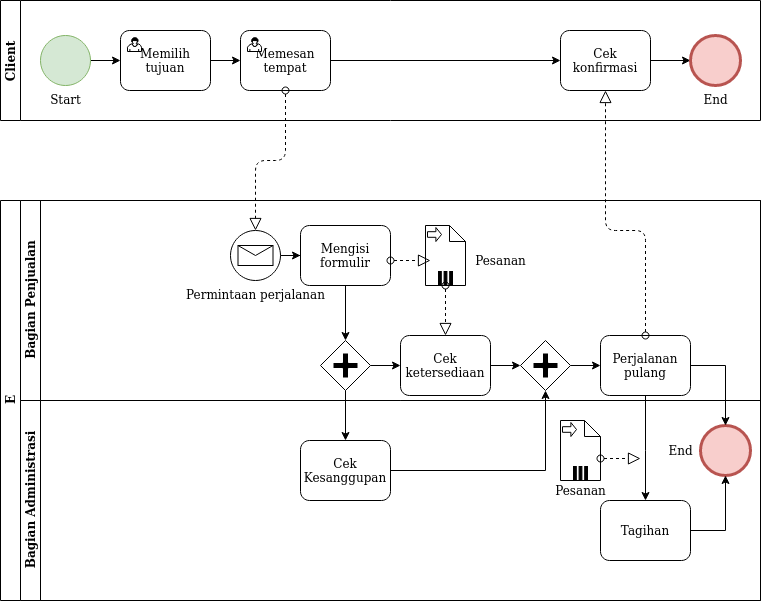 Client
Memilih
tujuan
Memesan
tempat
Cek
konfirmasi
Start
End
E
Bagian Penjualan
Mengisi
formulir
Pesanan
Permintaan perjalanan
Cek
ketersediaan
Perjalanan
pulang
Bagian Administrasi
Cek
Kesanggupan
Pesanan
End
Tagihan